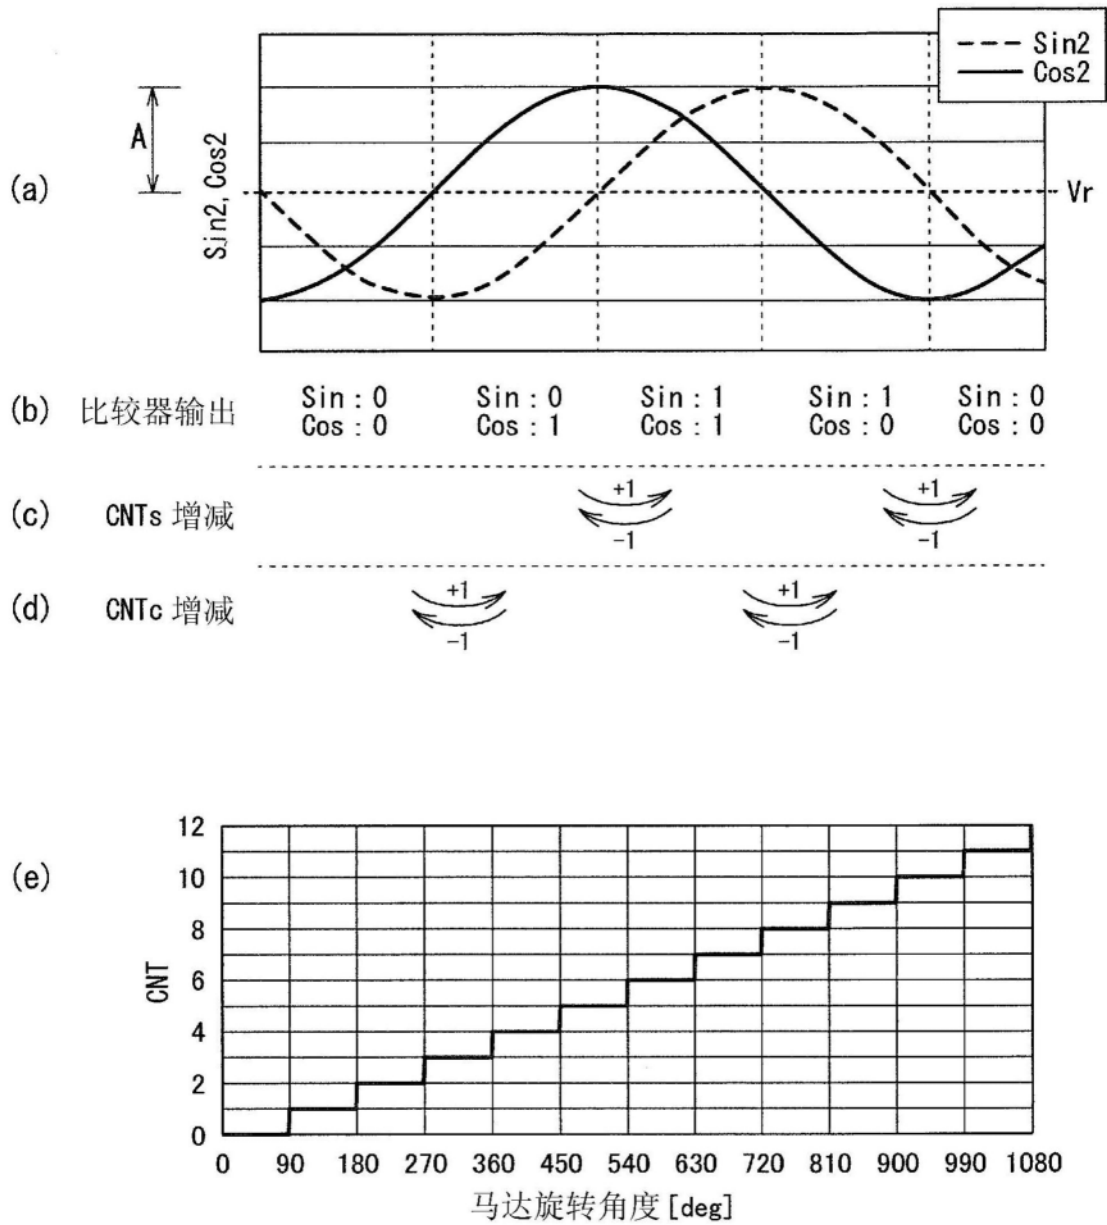 Sin2
Cos2
(a)
A
Sin2, Cos2
Vr
(b) 比较器输出
Sin : 0 Sin : 0 Sin : 1 Sin : 1 Sin : 0
Cos : 0 Cos : 1 Cos : 1 Cos : 0 Cos : 0
(c) CNTs 增减
+1 +1
-1 -1
(d) CNTc 增减
+1 +1
-1 -1
(e)
CNT
12
10
8
6
4
2
0
0 90 180 270 360 450 540 630 720 810 900 990 1080
马达旋转角度 [deg]